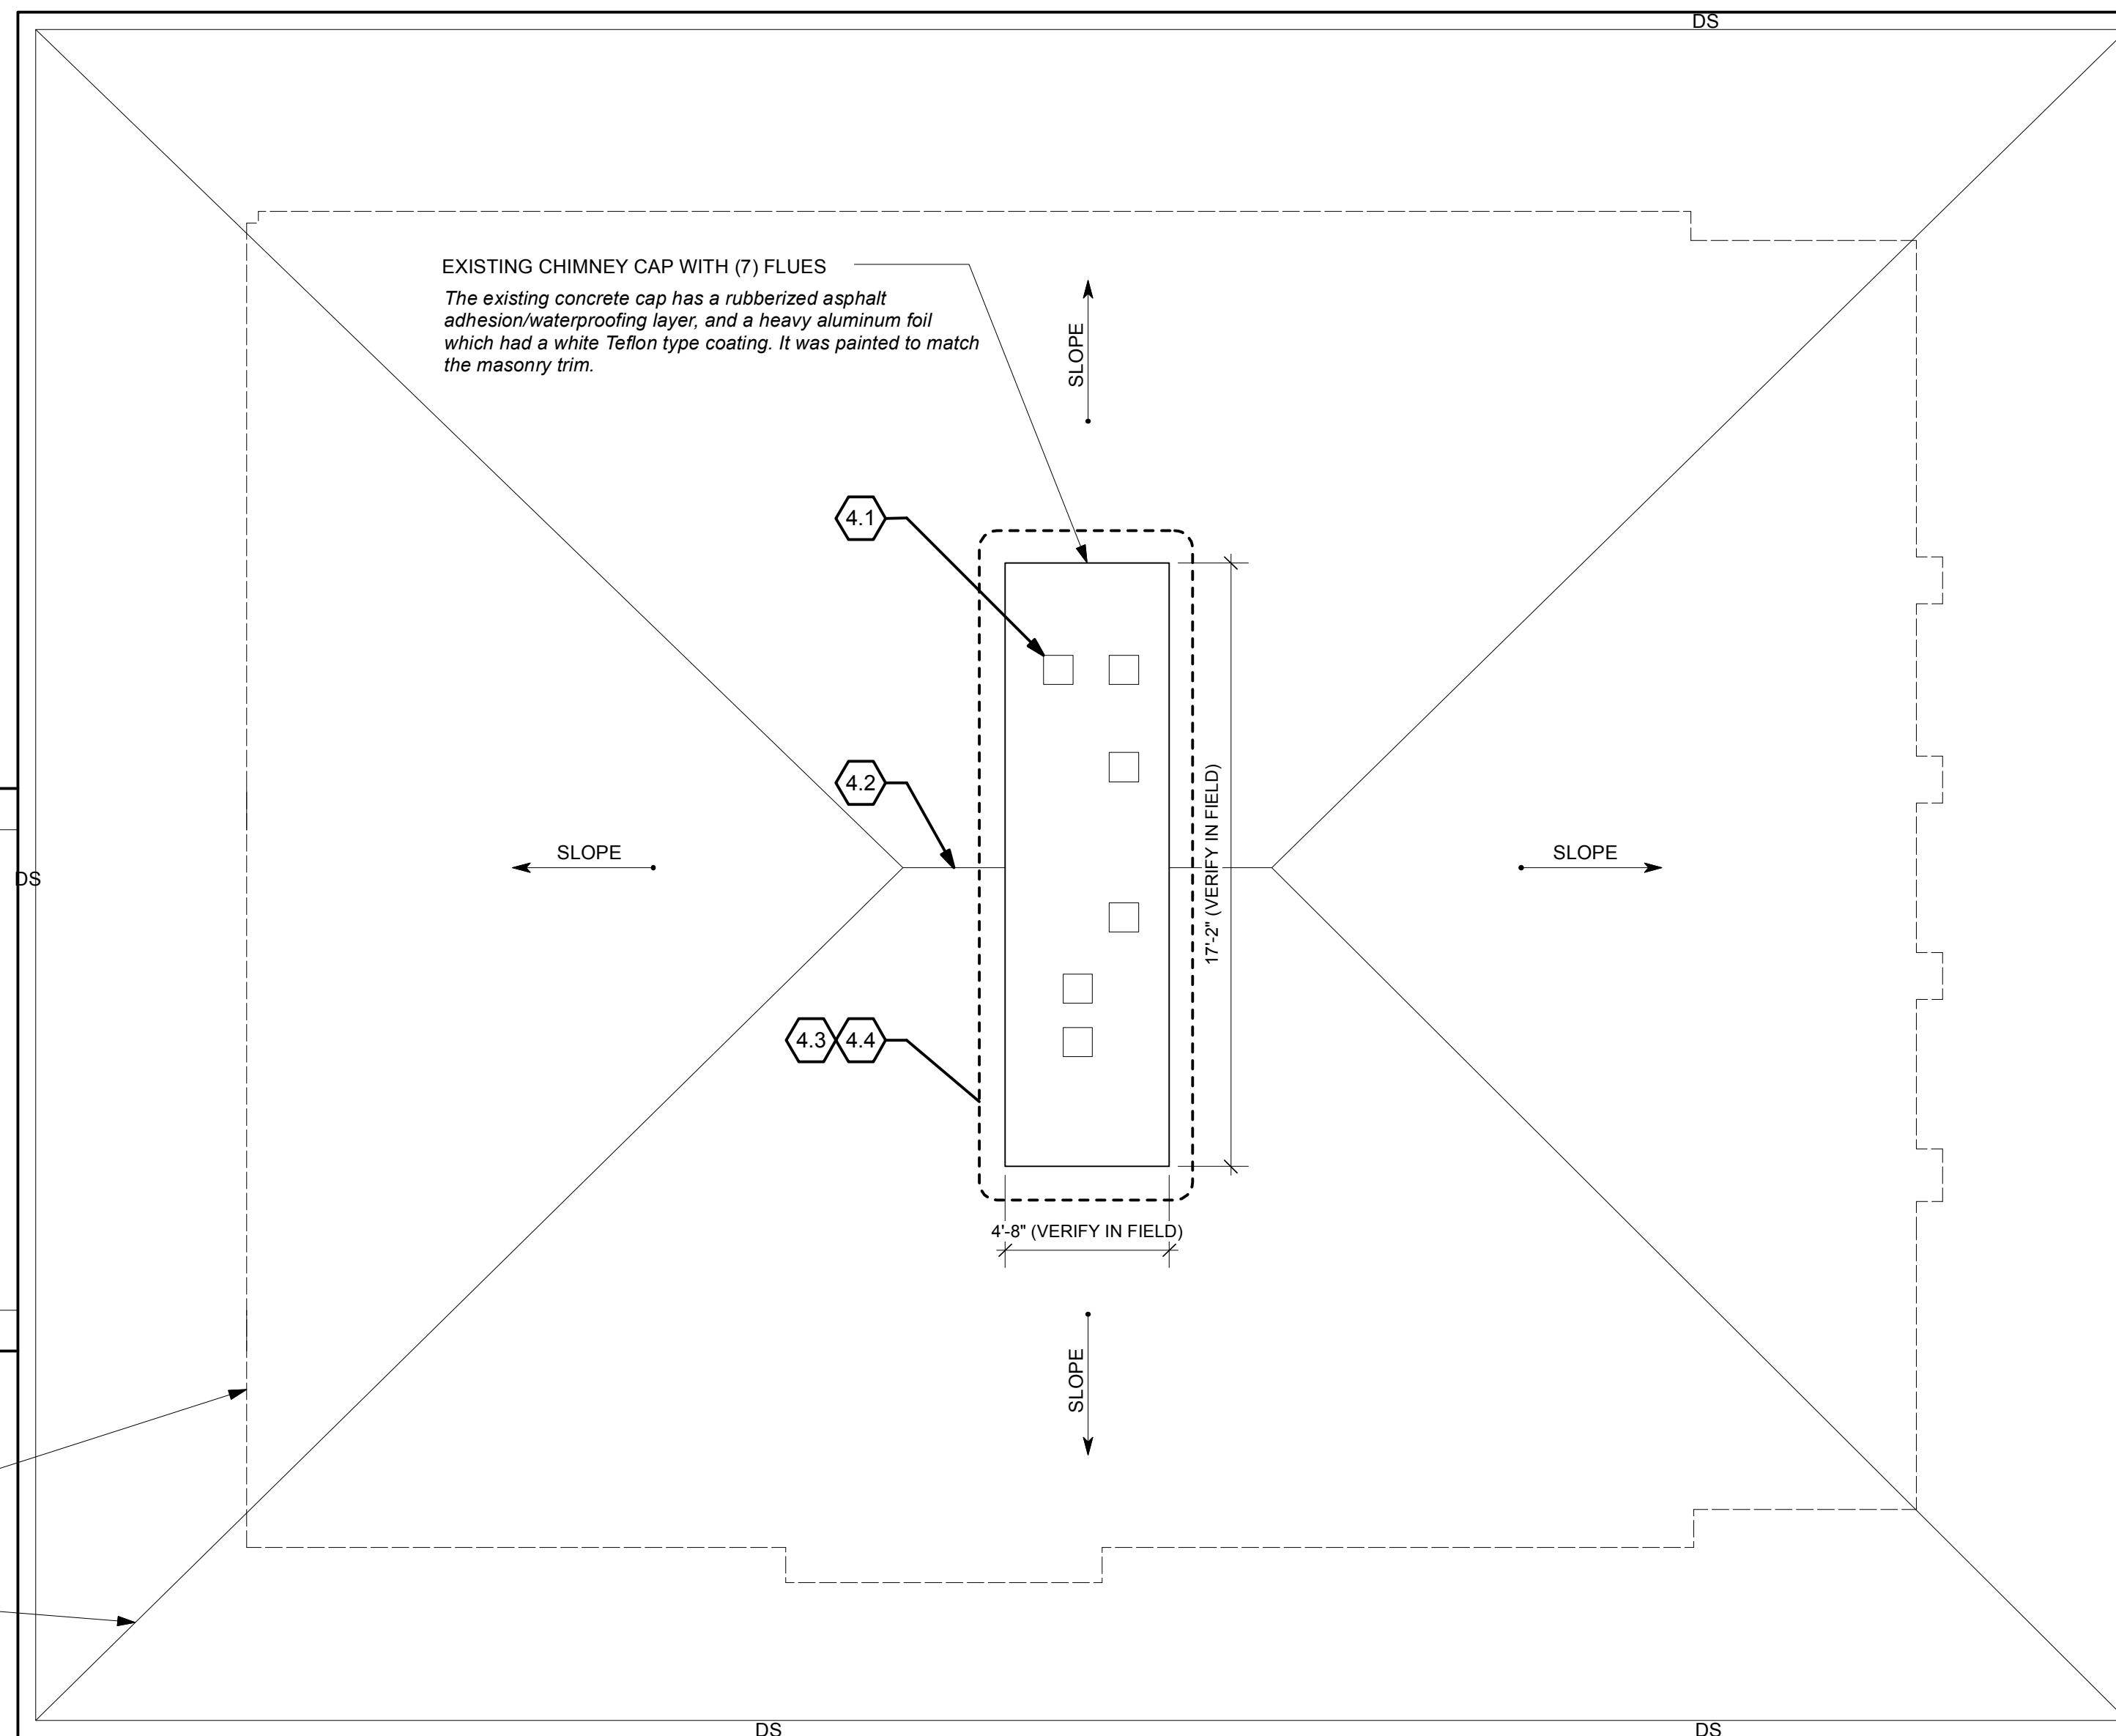 DS
EXISTING CHIMNEY CAP WITH (7) FLUES
The existing concrete cap has a rubberized asphalt
adhesion/waterproofing layer, and a heavy aluminum foil
which had a white Teflon type coating. It was painted to match
the masonry trim.
SLOPE
4.1
4.2
17'-2" (VERIFY IN FIELD)
SLOPE
SLOPE
DS
4.3 4.4
4'-8" (VERIFY IN FIELD)
SLOPE
DS
DS